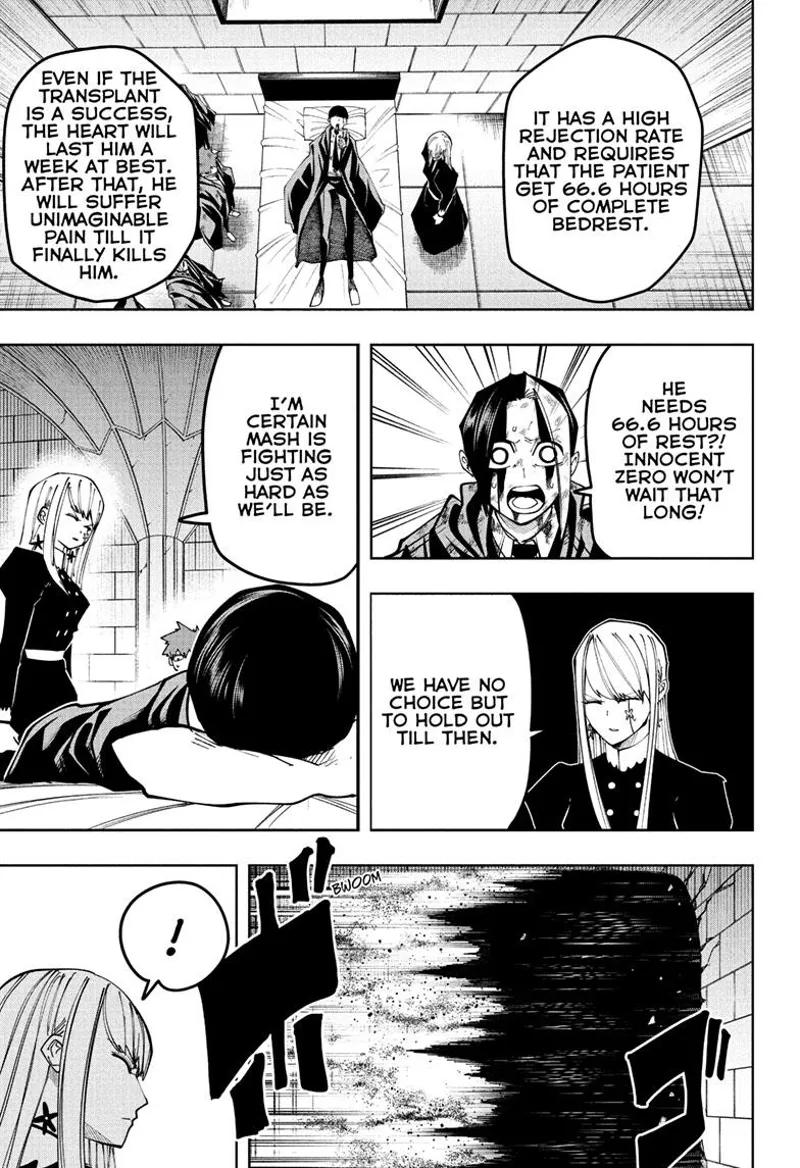 IT HAS A HIGH
REJECTION RATE
AND REQUIRES
THAT THE PATIENT
GET 66.6 HOURS
OF COMPLETE
BEDREST.
EVEN IF THE
TRANSPLANT
IS A SUCCESS,
THE HEART WILL
LAST HIM A
WEEK AT BEST.
AFTER THAT, HE
WILL SUFFER
UNIMAGINABLE
PAIN TILL IT
FINALLY KILLS
HIM.
HE
NEEDS
66.6 HOURS
OF REST?!
INNOCENT
ZERO WON'T
WAIT THAT
LONG!
I'M
CERTAIN
MASH IS
FIGHTING
JUST AS
HARD AS
WE'LL BE.
WE HAVE NO
CHOICE BUT
TO HOLD OUT
TILL THEN.
BWOOM
!